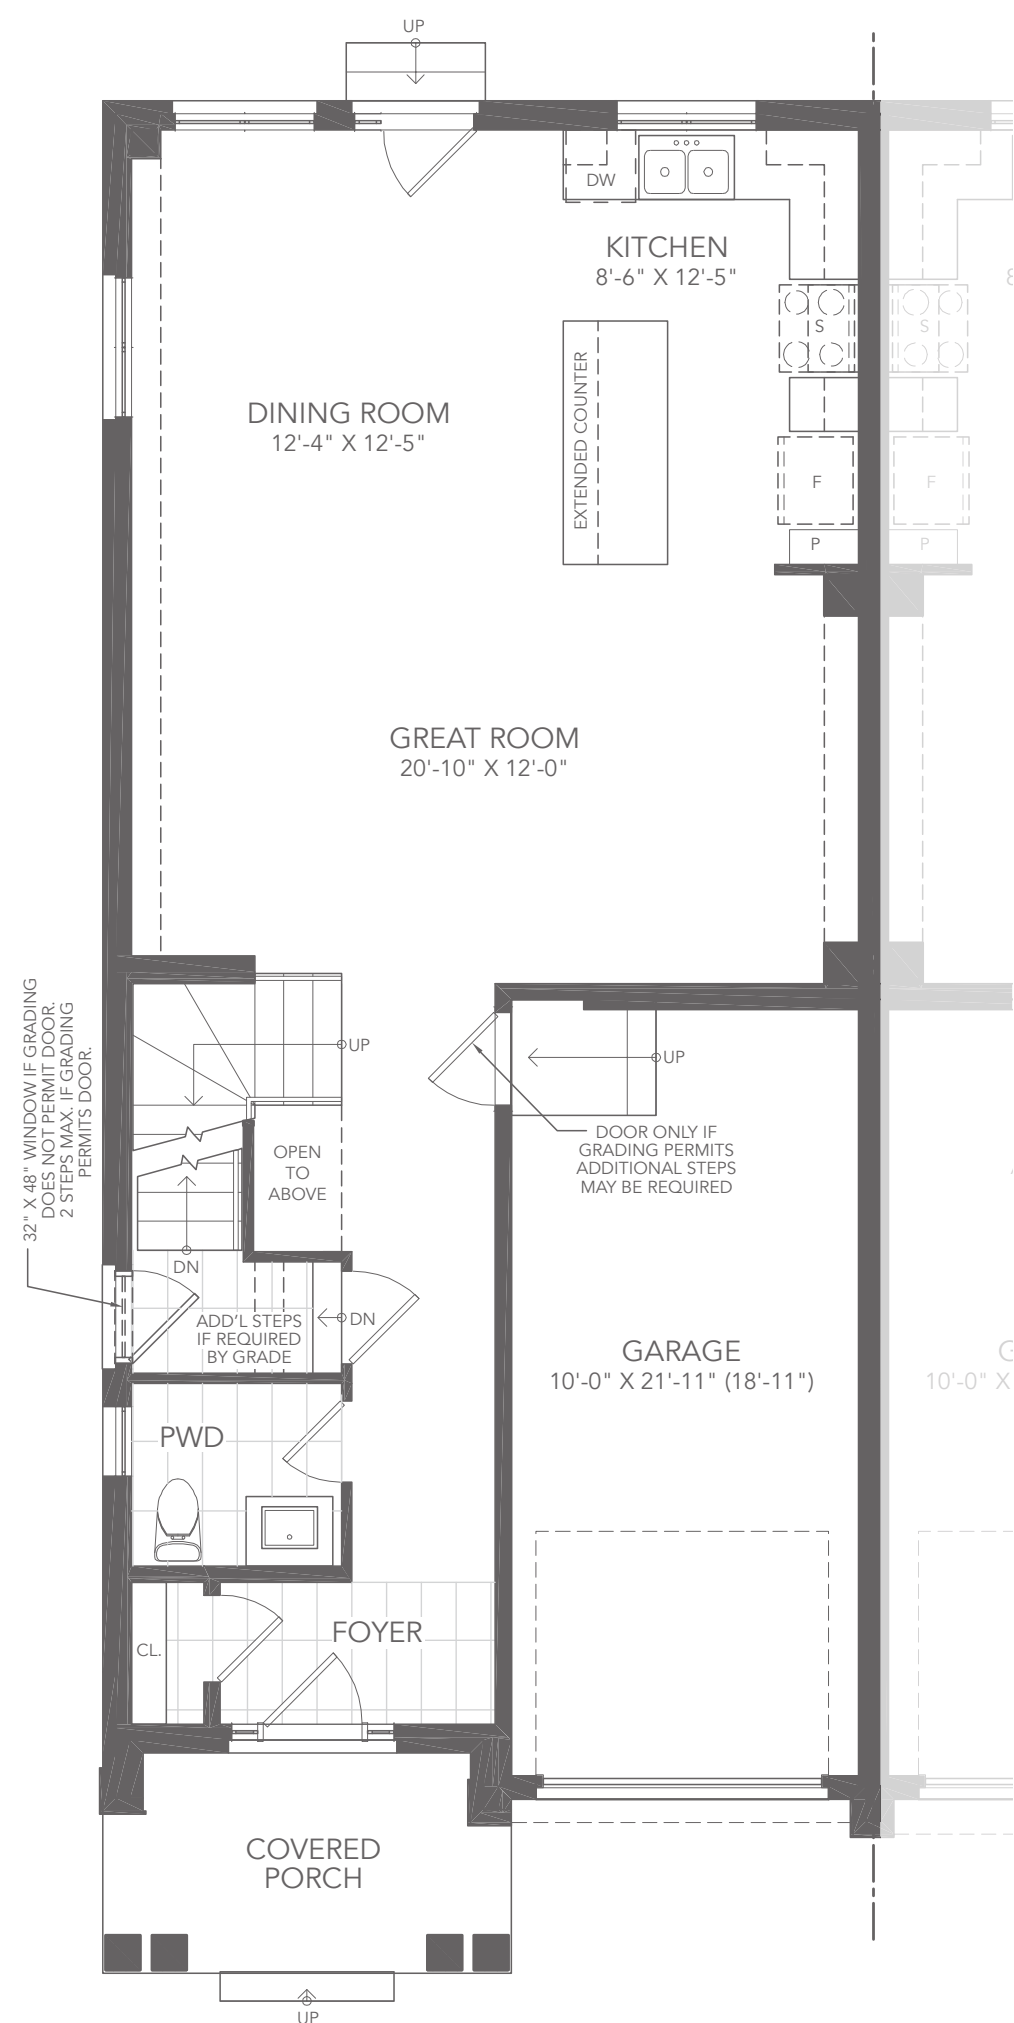 UP
DW
KITCHEN
8'-6" X 12'-5"
8
S
S
EXTENDED COUNTER
DINING ROOM
12'-4" X 12'-5"
F
F
P
P
GREAT ROOM
20'-10" X 12'-0"
32" X 48" WINDOW IF GRADING
DOES NOT PERMIT DOOR.
2 STEPS MAX. IF GRADING
PERMITS DOOR.
UP
UP
DOOR ONLY IF
GRADING PERMITS
ADDITIONAL STEPS
MAY BE REQUIRED
OPEN
TO
ABOVE
DN
DN
ADD'L STEPS
IF REQUIRED
BY GRADE
GARAGE
10'-0" X 21'-11" (18'-11")
G
10'-0" X
PWD
FOYER
CL.
COVERED
PORCH
UP